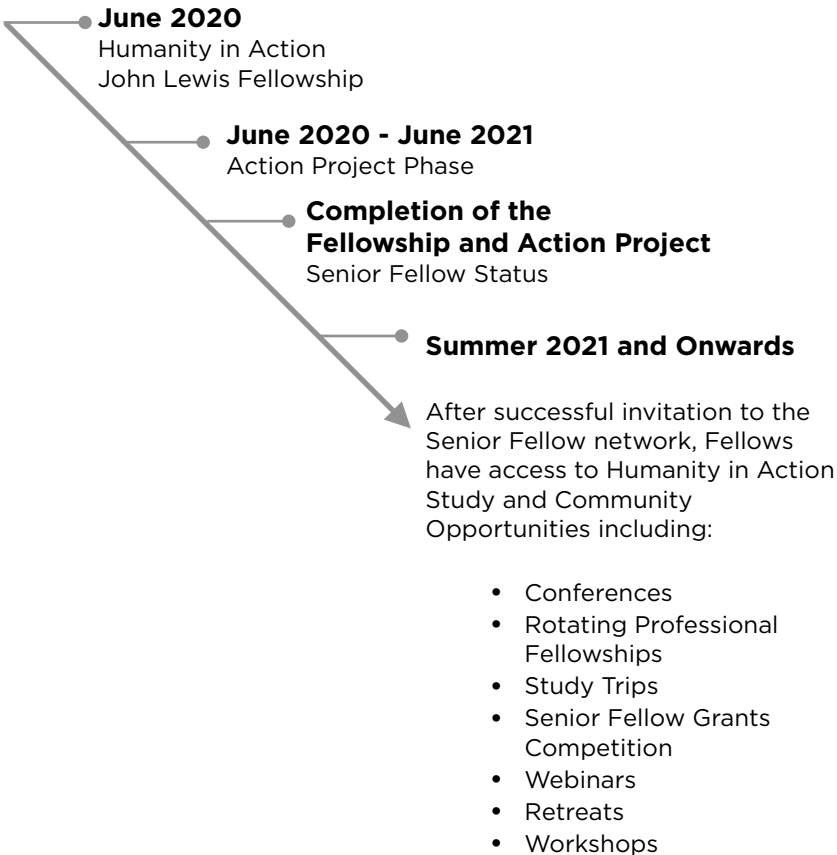 June 2020
Humanity in Action
John Lewis Fellowship
June 2020 - June 2021
Action Project Phase
Completion of the
Fellowship and Action Project
Senior Fellow Status
Summer 2021 and Onwards
After successful invitation to the
Senior Fellow network, Fellows
have access to Humanity in Action
Study and Community
Opportunities including:
• Conferences
• Rotating Professional
Fellowships
• Study Trips
• Senior Fellow Grants
Competition
• Webinars
• Retreats
• Workshops